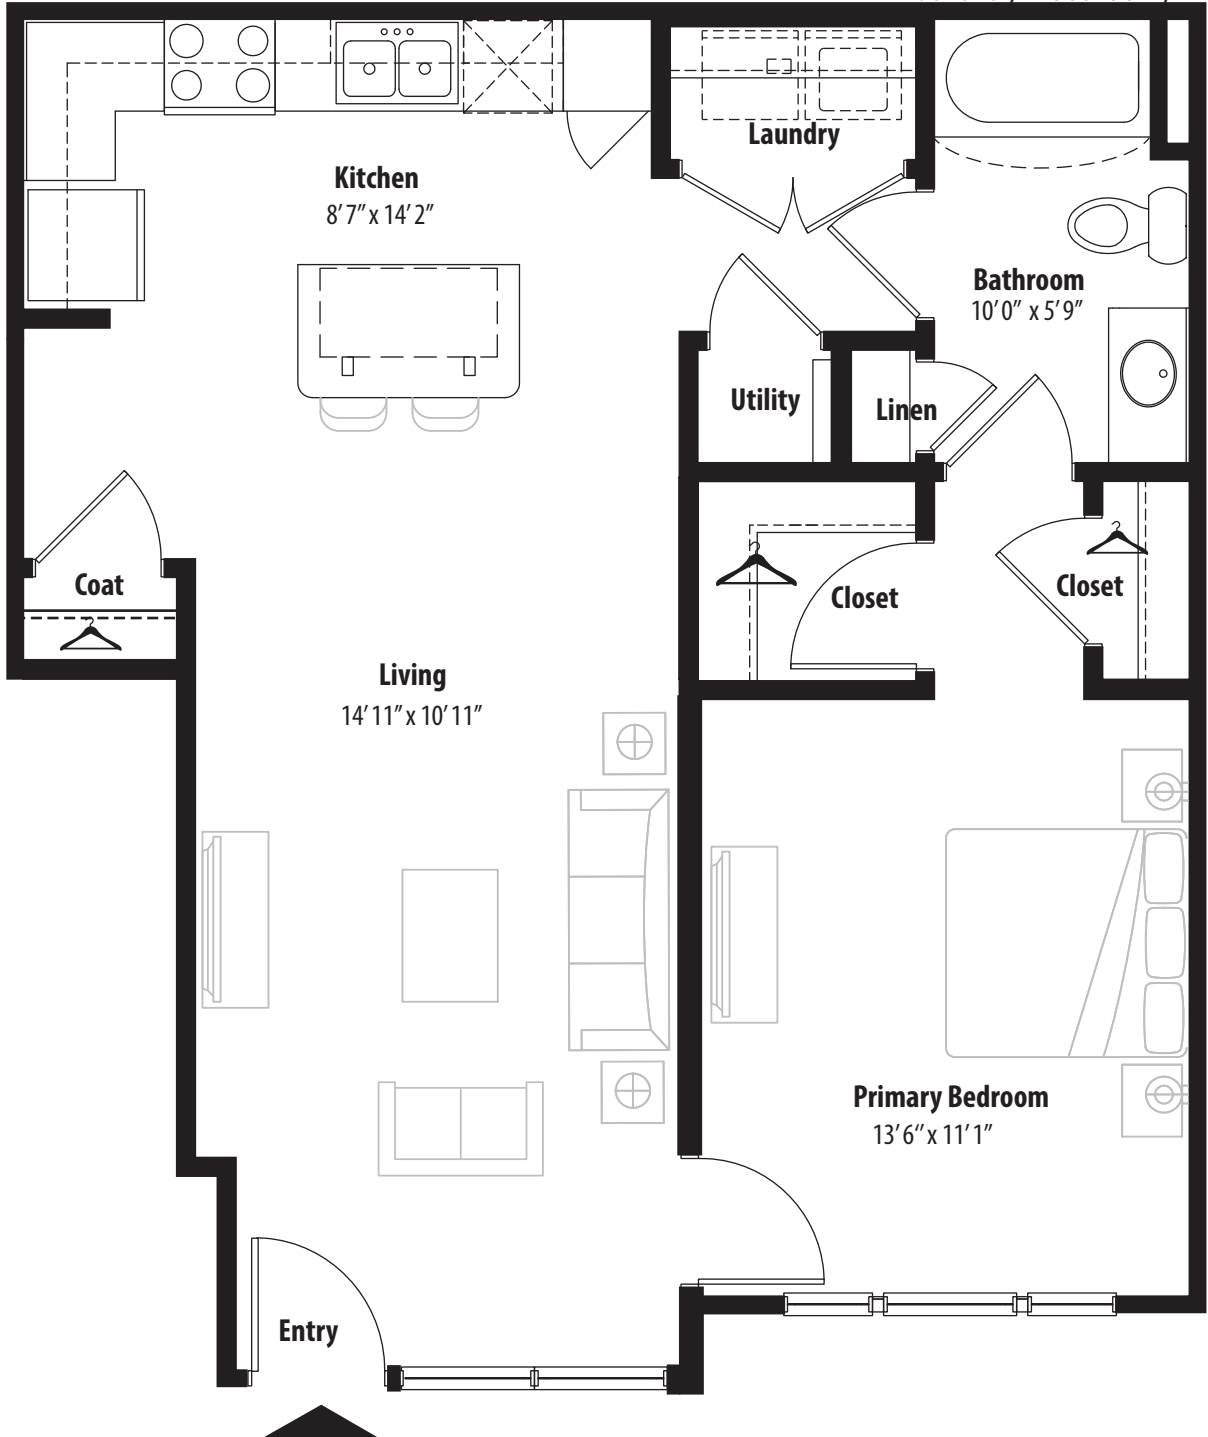 Laundry
Kitchen
8'7" x 14'2"
Bathroom
10'0" x 5'9"
Utility
Linen
Coat
Closet
Closet
Living
14'11" x 10'11"
Primary Bedroom
13'6" x 11'1"
Entry